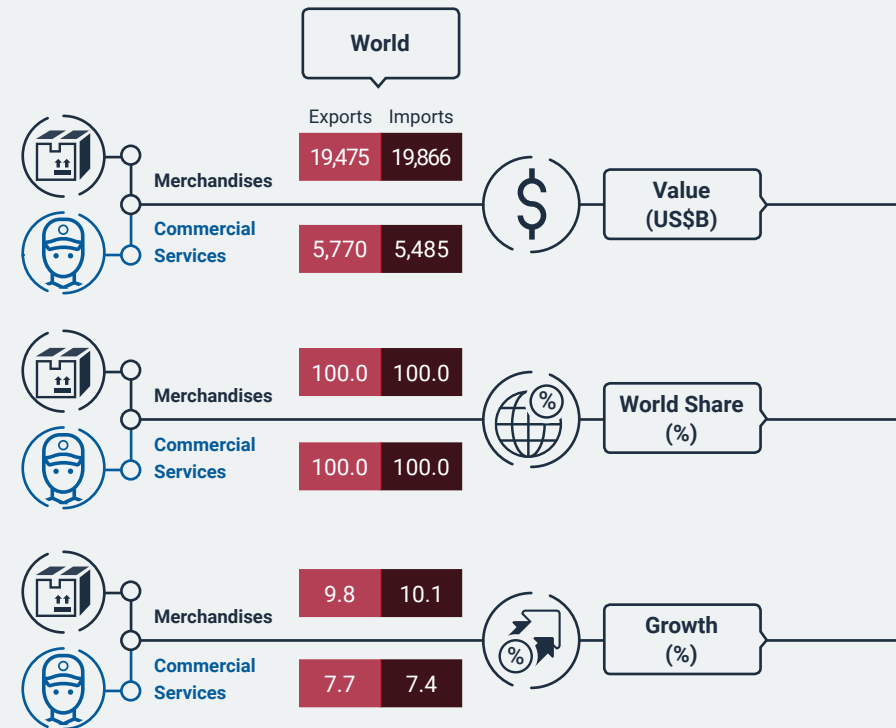 World
Exports Imports
19,475 19,866
Merchandises
Commercial
Services
5,770 5,485
$
Value
(US$B)
100.0 100.0
Merchandises
Commercial
Services
100.0 100.0
%
World Share
(%)
9.8 10.1
Merchandises
Commercial
Services
7.7 7.4
%
Growth
(%)